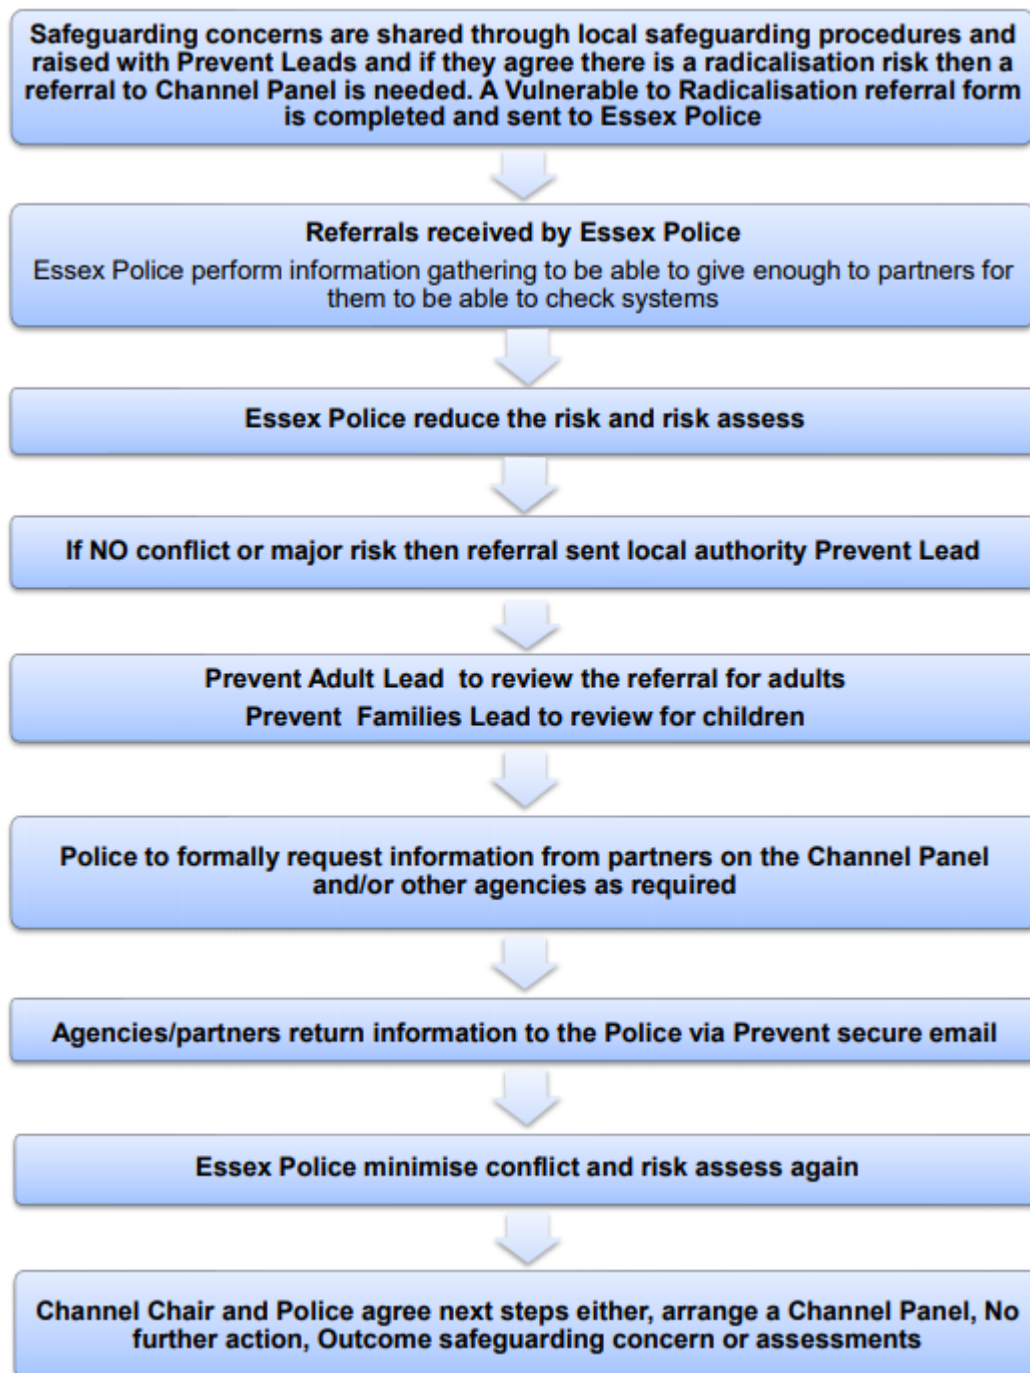 Safeguarding concerns are shared through local safeguarding procedures and
raised with Prevent Leads and if they agree there is a radicalisation risk then a
referral to Channel Panel is needed. A Vulnerable to Radicalisation referral form
is completed and sent to Essex Police
Referrals received by Essex Police
Essex Police perform information gathering to be able to give enough to partners for
them to be able to check systems
Essex Police reduce the risk and risk assess
If NO conflict or major risk then referral sent local authority Prevent Lead
Prevent Adult Lead to review the referral for adults
Prevent Families Lead to review for children
Police to formally request information from partners on the Channel Panel
and/or other agencies as required
Agencies/partners return information to the Police via Prevent secure email
Essex Police minimise conflict and risk assess again
Channel Chair and Police agree next steps either, arrange a Channel Panel, No
further action, Outcome safeguarding concern or assessments